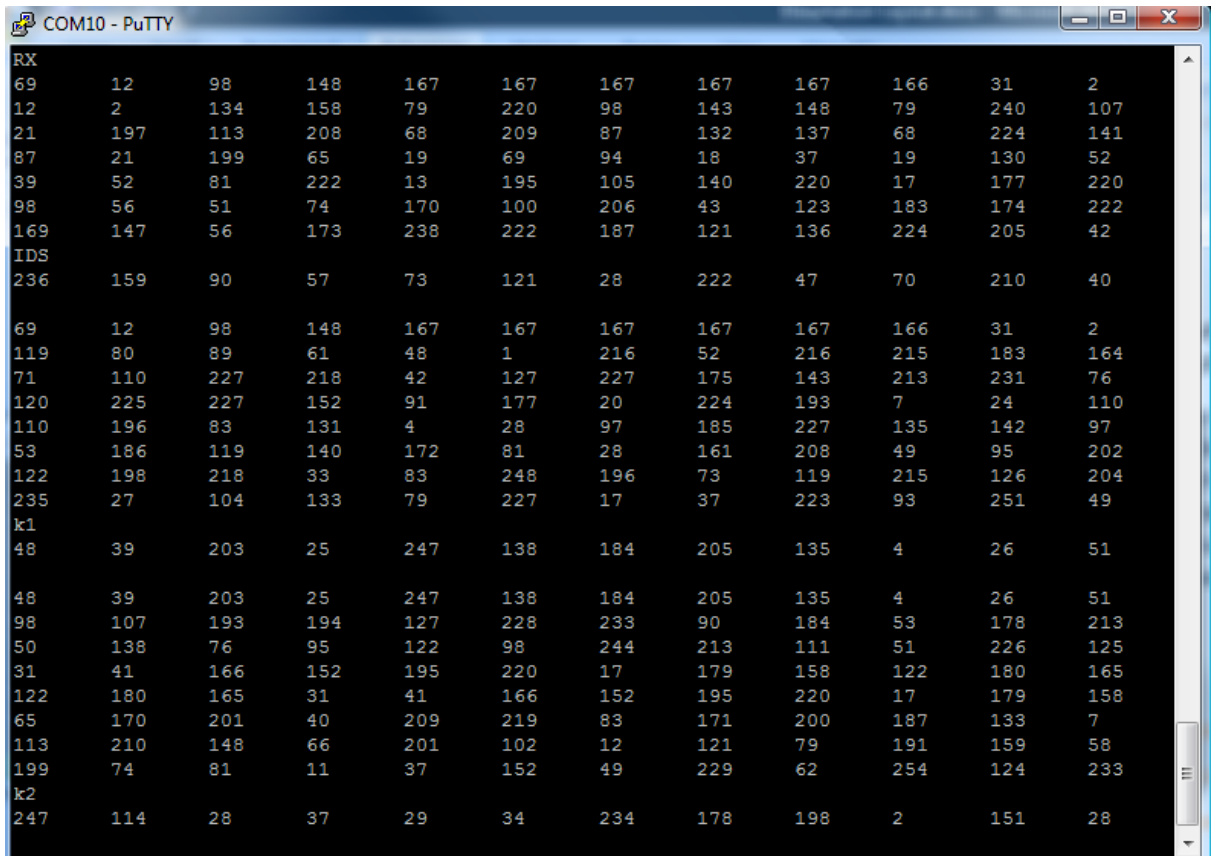 COM10 - PuTTY
RX
69 12 98 148 167 167 167 167 167 166 31 2
12 2 134 158 79 220 98 143 148 79 240 107
21 197 113 208 68 209 87 132 137 68 224 141
87 21 199 65 19 69 94 18 37 19 130 52
39 52 81 222 13 195 105 140 220 17 177 220
98 56 51 74 170 100 206 43 123 183 174 222
169 147 56 173 238 222 187 121 136 224 205 42
IDS
236 159 90 57 73 121 28 222 47 70 210 40
69 12 98 148 167 167 167 167 167 166 31 2
119 80 89 61 48 1 216 52 216 215 183 164
71 110 227 218 42 127 227 175 143 213 231 76
120 225 227 152 91 177 20 224 193 7 24 110
110 196 83 131 4 28 97 185 227 135 142 97
53 186 119 140 172 81 28 161 208 49 95 202
122 198 218 33 83 248 196 73 119 215 126 204
235 27 104 133 79 227 17 37 223 93 251 49
k1
48 39 203 25 247 138 184 205 135 4 26 51
48 39 203 25 247 138 184 205 135 4 26 51
98 107 193 194 127 228 233 90 184 53 178 213
50 138 76 95 122 98 244 213 111 51 226 125
31 41 166 152 195 220 17 179 158 122 180 165
122 180 165 31 41 166 152 195 220 17 179 158
65 170 201 40 209 219 83 171 200 187 133 7
113 210 148 66 201 102 12 121 79 191 159 58
199 74 81 11 37 152 49 229 62 254 124 233
k2
247 114 28 37 29 34 234 178 198 2 151 28